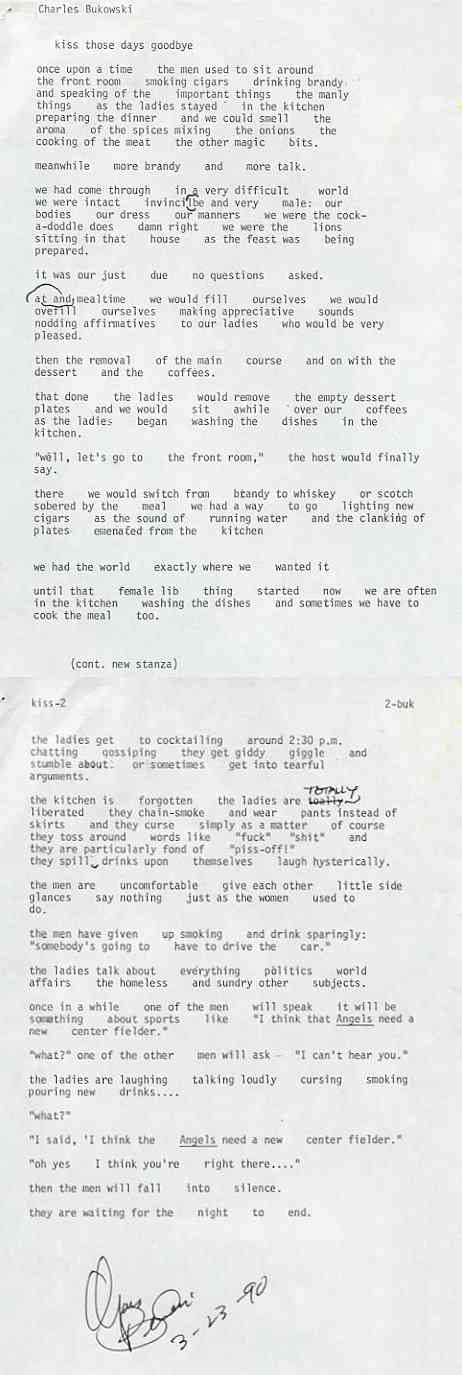 Charles Bukowski
kiss those days goodbye
once upon a time the men used to sit around
the front room smoking cigars drinking brandy
and speaking of the important things the manly
things as the ladies stayed in the kitchen
preparing the dinner and we could smell the
aroma of the spices mixing the onions the
cooking of the meat the other magic bits.
meanwhile more brandy and more talk.
we had come through in a very difficult world
we were intact invincilbe and very male: our
bodies our dress our manners we were the cock-
a-doddle does damn right we were the lions
sitting in that house as the feast was being
prepared.
it was our just due no questions asked.
at and mealtime we would fill ourselves we would
ovefill ourselves making appreciative sounds
nodding affirmatives to our ladies who would be very
pleased.
then the removal of the main course and on with the
dessert and the coffees.
that done the ladies would remove the empty dessert
plates and we would sit awhile over our coffees
as the ladies began washing the dishes in the
kitchen.
"well, let's go to the front room," the host would finally
say.
there we would switch from btandy to whiskey or scotch
sobered by the meal we had a way to go lighting new
cigars as the sound of running water and the clanking of
plates emenated from the kitchen
we had the world exactly where we wanted it
until that female lib thing started now we are often
in the kitchen washing the dishes and sometimes we have to
cook the meal too.
(cont. new stanza)
kiss-2 2-buk
the ladies get to cocktailing around 2:30 p.m.
chatting gossiping they get giddy giggle and
stumble about: or sometimes get into tearful
arguments.
TOTALLY
the kitchen is forgotten the ladies are
liberated they chain-smoke and wear pants instead of
skirts and they curse simply as a matter of course
they toss around words like "fuck" "shit" and
they are particularly fond of "piss-off!"
they spill drinks upon themselves laugh hysterically.
the men are uncomfortable give each other little side
glances say nothing just as the women used to
do.
the men have given up smoking and drink sparingly:
"somebody's going to have to drive the car."
the ladies talk about everything politics world
affairs the homeless and sundry other subjects.
once in a while one of the men will speak it will be
something about sports like "I think that Angels need a
new center fielder."
"what?" one of the other men will ask - "I can't hear you."
the ladies are laughing talking loudly cursing smoking
pouring new drinks....
"what?"
"I said, 'I think the Angels need a new center fielder."
"oh yes I think you're right there...."
then the men will fall into silence.
they are waiting for the night to end.
3-23-90